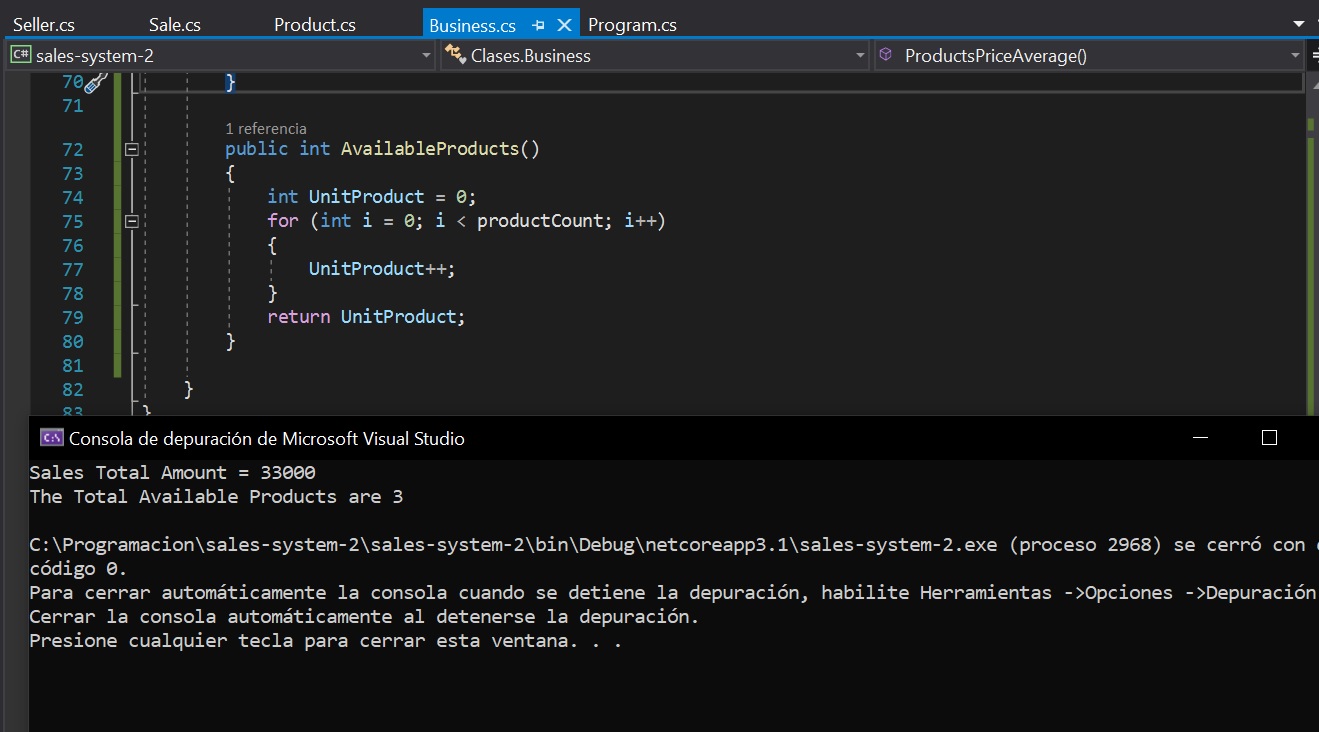 Seller.cs Sale.cs Product.cs Business.cs Program.cs
C# sales-system-2 Clases.Business ProductsPriceAverage()
70 }
71
1 referencia
72 public int AvailableProducts()
73 {
74 int UnitProduct = 0;
75 for (int i = 0; i < productCount; i++)
76 {
77 UnitProduct++;
78 }
79 return UnitProduct;
80 }
81
82 }
83 }
C:\ Consola de depuración de Microsoft Visual Studio
Sales Total Amount = 33000
The Total Available Products are 3
C:\Programacion\sales-system-2\sales-system-2\bin\Debug\netcoreapp3.1\sales-system-2.exe (proceso 2968) se cerró con
código 0.
Para cerrar automáticamente la consola cuando se detiene la depuración, habilite Herramientas ->Opciones ->Depuración
Cerrar la consola automáticamente al detenerse la depuración.
Presione cualquier tecla para cerrar esta ventana. . .